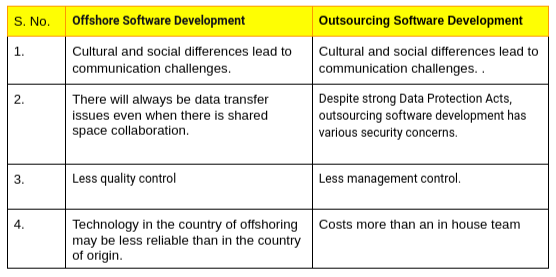 S. No. Offshore Software Development Outsourcing Software Development
1. Cultural and social differences lead to communication challenges. Cultural and social differences lead to communication challenges. .
2. There will always be data transfer issues even when there is shared space collaboration. Despite strong Data Protection Acts, outsourcing software development has various security concerns.
3. Less quality control Less management control.
4. Technology in the country of offshoring may be less reliable than in the country of origin. Costs more than an in house team